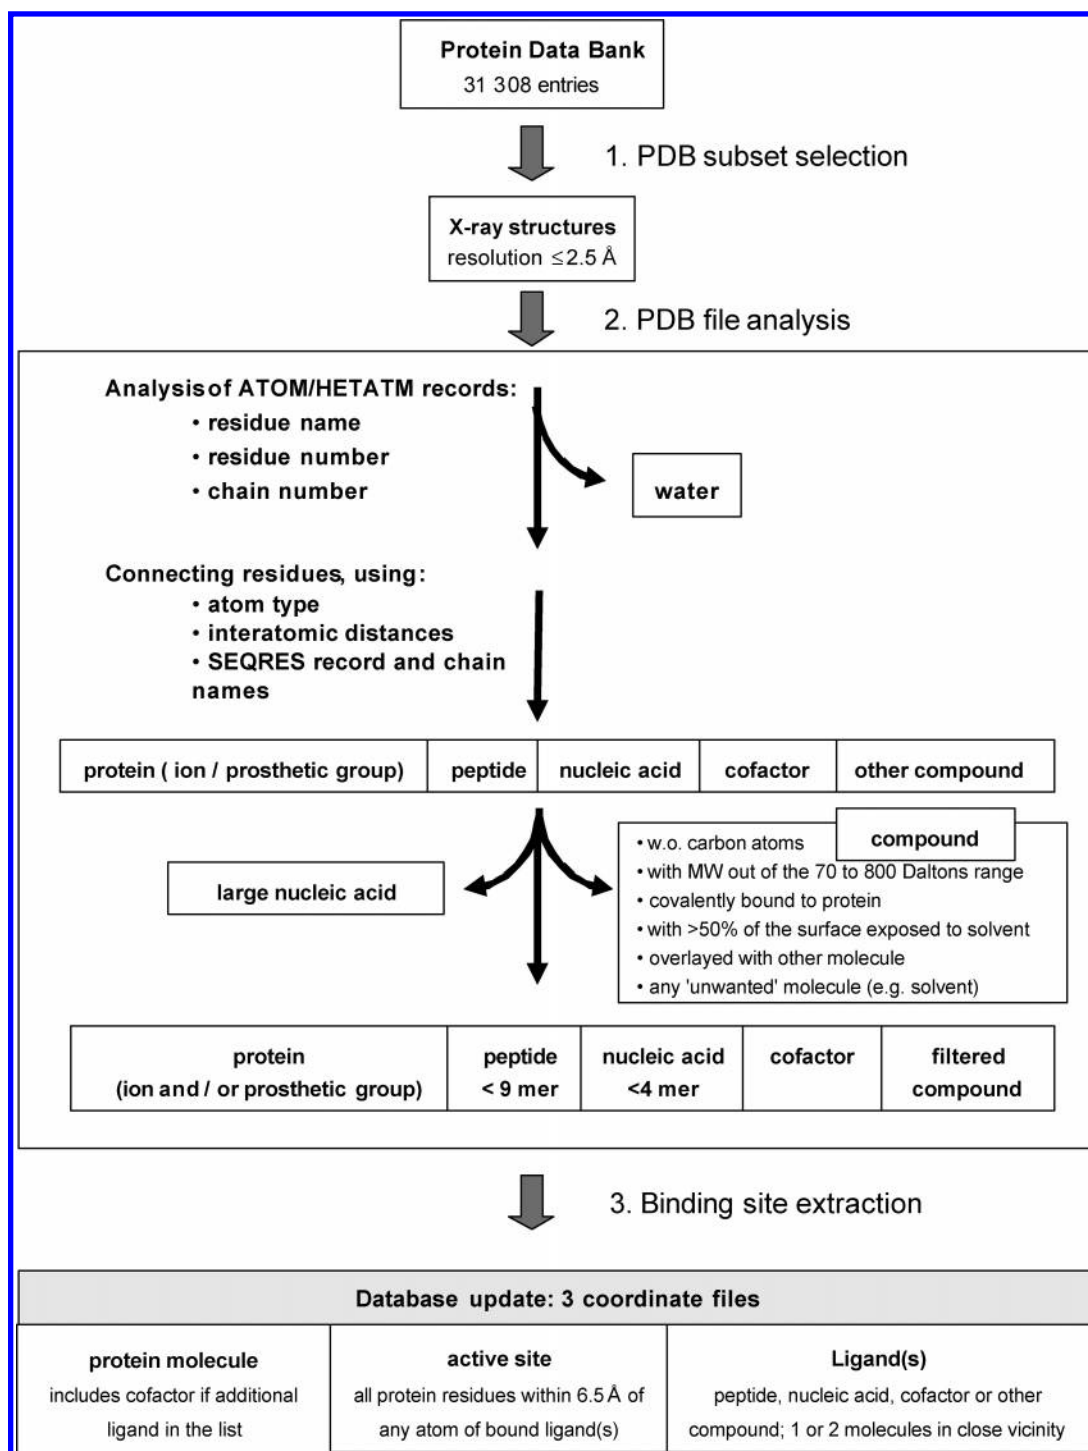 Protein Data Bank
31 308 entries
1. PDB subset selection
X-ray structures
resolution ≤2.5 Å
2. PDB file analysis
Analysis of ATOM/HETATM records:
• residue name
• residue number
• chain number
water
Connecting residues, using:
• atom type
• interatomic distances
• SEQRES record and chain
names
protein ( ion / prosthetic group)
peptide
nucleic acid
cofactor
other compound
large nucleic acid
compound
• w.o. carbon atoms
• with MW out of the 70 to 800 Daltons range
• covalently bound to protein
• with >50% of the surface exposed to solvent
• overlayed with other molecule
• any 'unwanted' molecule (e.g. solvent)
protein
(ion and / or prosthetic group)
peptide
< 9 mer
nucleic acid
<4 mer
cofactor
filtered
compound
3. Binding site extraction
Database update: 3 coordinate files
protein molecule
includes cofactor if additional
ligand in the list
active site
all protein residues within 6.5 Å of
any atom of bound ligand(s)
Ligand(s)
peptide, nucleic acid, cofactor or other
compound; 1 or 2 molecules in close vicinity